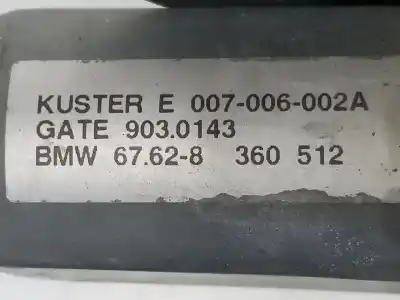 KUSTER E 007-006-002A
GATE 903.0143
BMW 67.62-8 360 512